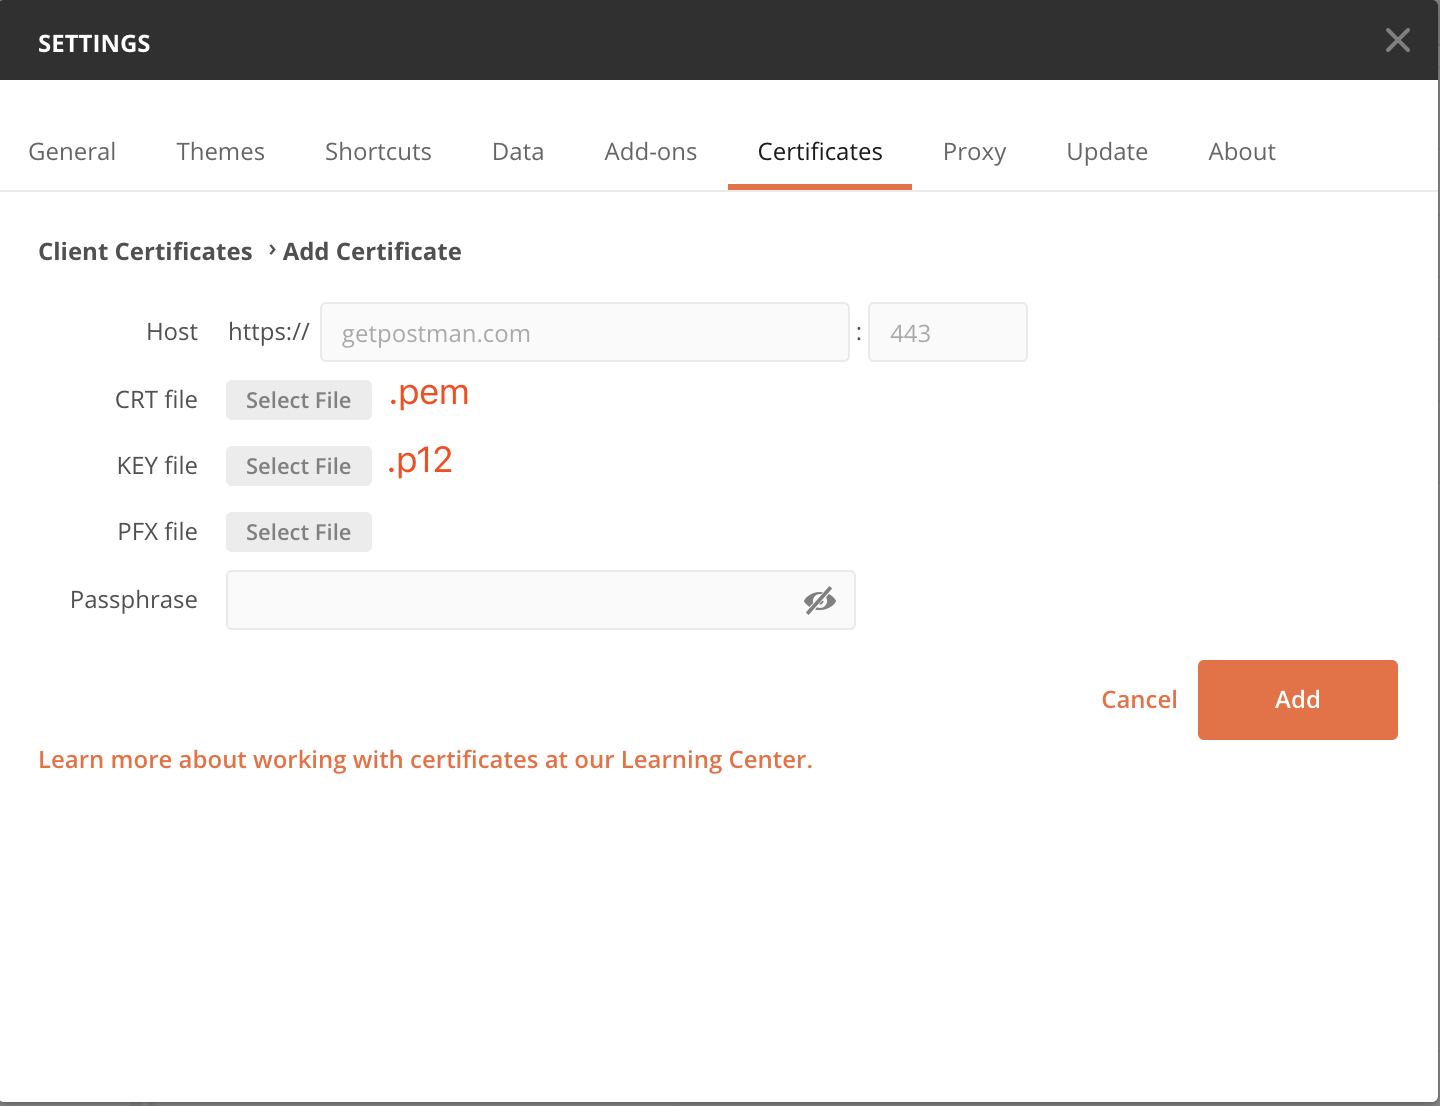 SETTINGS
General Themes Shortcuts Data Add-ons Certificates Proxy Update About
Client Certificates › Add Certificate
Host https:// getpostman.com : 443
CRT file Select File .pem
KEY file Select File .p12
PFX file Select File
Passphrase
Cancel Add
Learn more about working with certificates at our Learning Center.